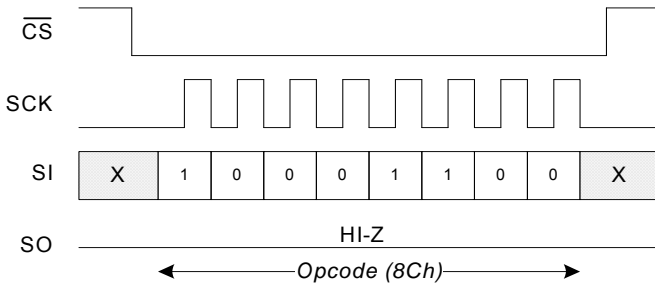 CS
SCK
SI X 1 0 0 0 1 1 0 0 X
SO HI-Z
Opcode (8Ch)